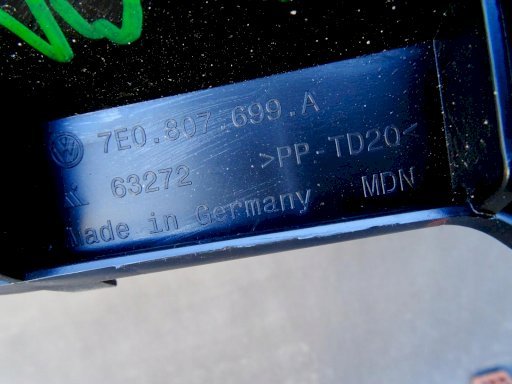 7E0.807.699.A
63272 >PP-TD20<
Made in Germany MDN